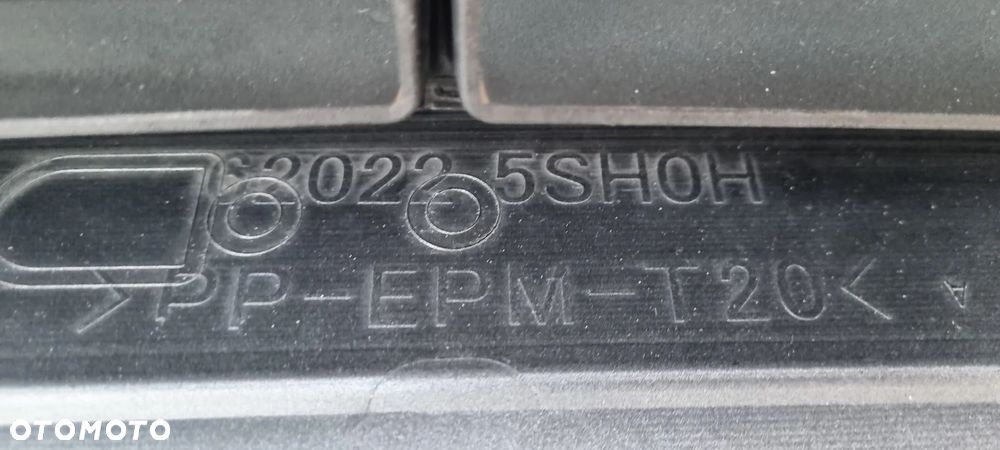 62022 5SH0H
>PP-EPM-T20<
A
OTOMOTO